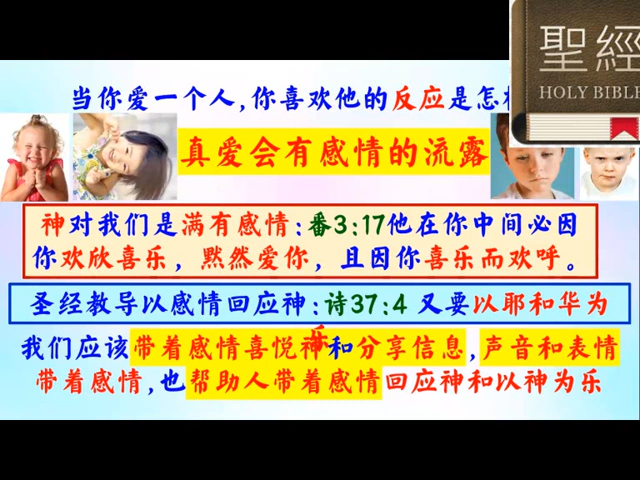 聖經
HOLY BIBLE
当你爱一个人,你喜欢他的反应是怎
真爱会有感情的流露
神对我们是满有感情:番3:17他在你中间必因
你欢欣喜乐，默然爱你，且因你喜乐而欢呼。
圣经教导以感情回应神:诗37:4 又要以耶和华为
乐
我们应该带着感情喜悦神和分享信息,声音和表情
带着感情,也帮助人带着感情回应神和以神为乐